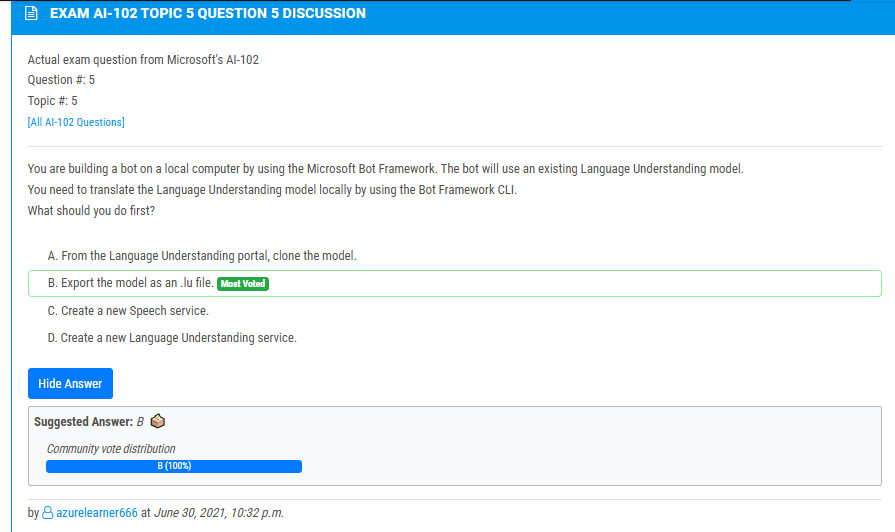 EXAM AI-102 TOPIC 5 QUESTION 5 DISCUSSION
Actual exam question from Microsoft's AI-102
Question #: 5
Topic #: 5
[All AI-102 Questions]
You are building a bot on a local computer by using the Microsoft Bot Framework. The bot will use an existing Language Understanding model.
You need to translate the Language Understanding model locally by using the Bot Framework CLI.
What should you do first?
A. From the Language Understanding portal, clone the model.
B. Export the model as an .lu file. Most Voted
C. Create a new Speech service.
D. Create a new Language Understanding service.
Hide Answer
Suggested Answer: B
Community vote distribution
B (100%)
by azurelearner666 at June 30, 2021, 10:32 p.m.